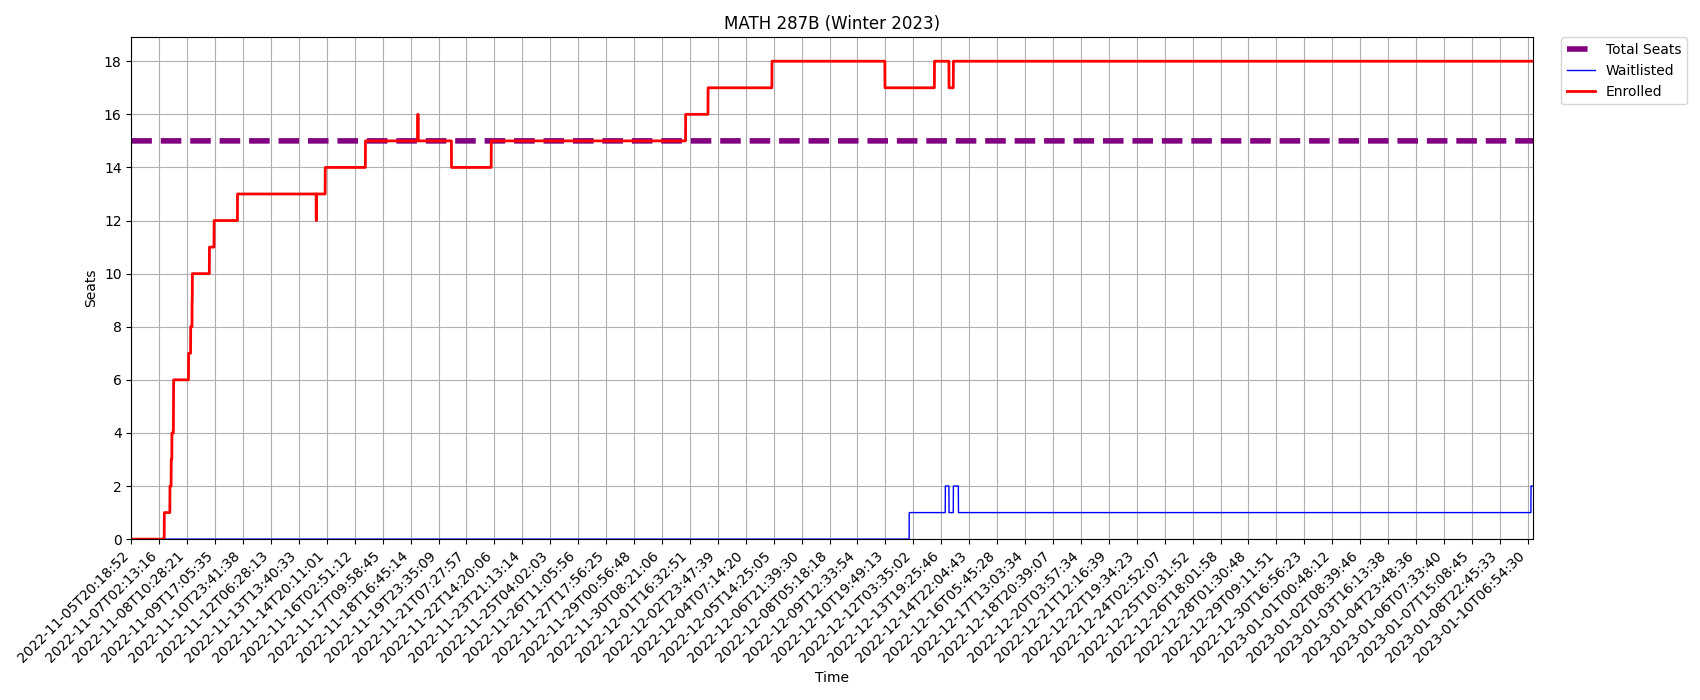 MATH 287B (Winter 2023)
Total Seats
Waitlisted
Enrolled
Seats
18
16
14
12
10
8
6
4
2
0
2022-11-05T20:18:52
2022-11-07T02:13:16
2022-11-08T10:28:21
2022-11-09T17:05:35
2022-11-10T23:41:38
2022-11-12T06:28:13
2022-11-13T13:40:33
2022-11-14T20:11:01
2022-11-16T02:51:12
2022-11-17T09:58:45
2022-11-18T16:45:14
2022-11-19T23:35:09
2022-11-21T07:27:57
2022-11-22T14:20:06
2022-11-23T21:13:14
2022-11-25T04:02:03
2022-11-26T11:05:56
2022-11-27T17:56:25
2022-11-29T00:56:48
2022-11-30T08:21:06
2022-12-01T16:32:51
2022-12-02T23:47:39
2022-12-04T07:14:20
2022-12-05T14:25:05
2022-12-06T21:39:30
2022-12-08T05:18:18
2022-12-09T12:33:54
2022-12-10T19:49:13
2022-12-12T03:35:02
2022-12-13T19:25:46
2022-12-14T22:04:43
2022-12-16T05:45:28
2022-12-17T13:03:34
2022-12-18T20:39:07
2022-12-20T03:57:34
2022-12-21T12:16:39
2022-12-22T19:34:23
2022-12-24T02:52:07
2022-12-25T10:31:52
2022-12-26T18:01:58
2022-12-28T01:30:48
2022-12-29T09:11:51
2022-12-30T16:56:23
2023-01-01T00:48:12
2023-01-02T08:39:46
2023-01-03T16:13:38
2023-01-04T23:48:36
2023-01-06T07:33:40
2023-01-07T15:08:45
2023-01-08T22:45:33
2023-01-10T06:54:30
Time